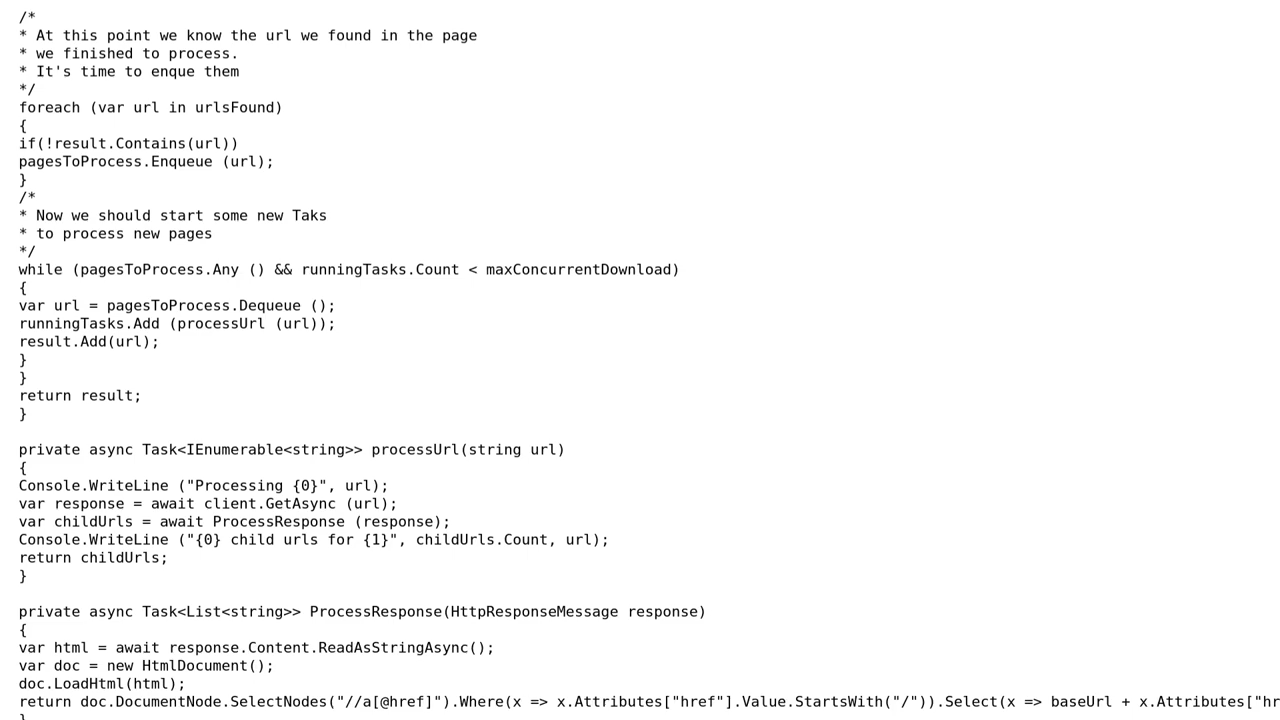 /*
* At this point we know the url we found in the page
* we finished to process.
* It's time to enque them
*/
foreach (var url in urlsFound)
{
if(!result.Contains(url))
pagesToProcess.Enqueue (url);
}
/*
* Now we should start some new Taks
* to process new pages
*/
while (pagesToProcess.Any () && runningTasks.Count < maxConcurrentDownload)
{
var url = pagesToProcess.Dequeue ();
runningTasks.Add (processUrl (url));
result.Add(url);
}
}
return result;
}

private async Task<IEnumerable<string>> processUrl(string url)
{
Console.WriteLine ("Processing {0}", url);
var response = await client.GetAsync (url);
var childUrls = await ProcessResponse (response);
Console.WriteLine ("{0} child urls for {1}", childUrls.Count, url);
return childUrls;
}

private async Task<List<string>> ProcessResponse(HttpResponseMessage response)
{
var html = await response.Content.ReadAsStringAsync();
var doc = new HtmlDocument();
doc.LoadHtml(html);
return doc.DocumentNode.SelectNodes("//a[@href]").Where(x => x.Attributes["href"].Value.StartsWith("/")).Select(x => baseUrl + x.Attributes["hr
}